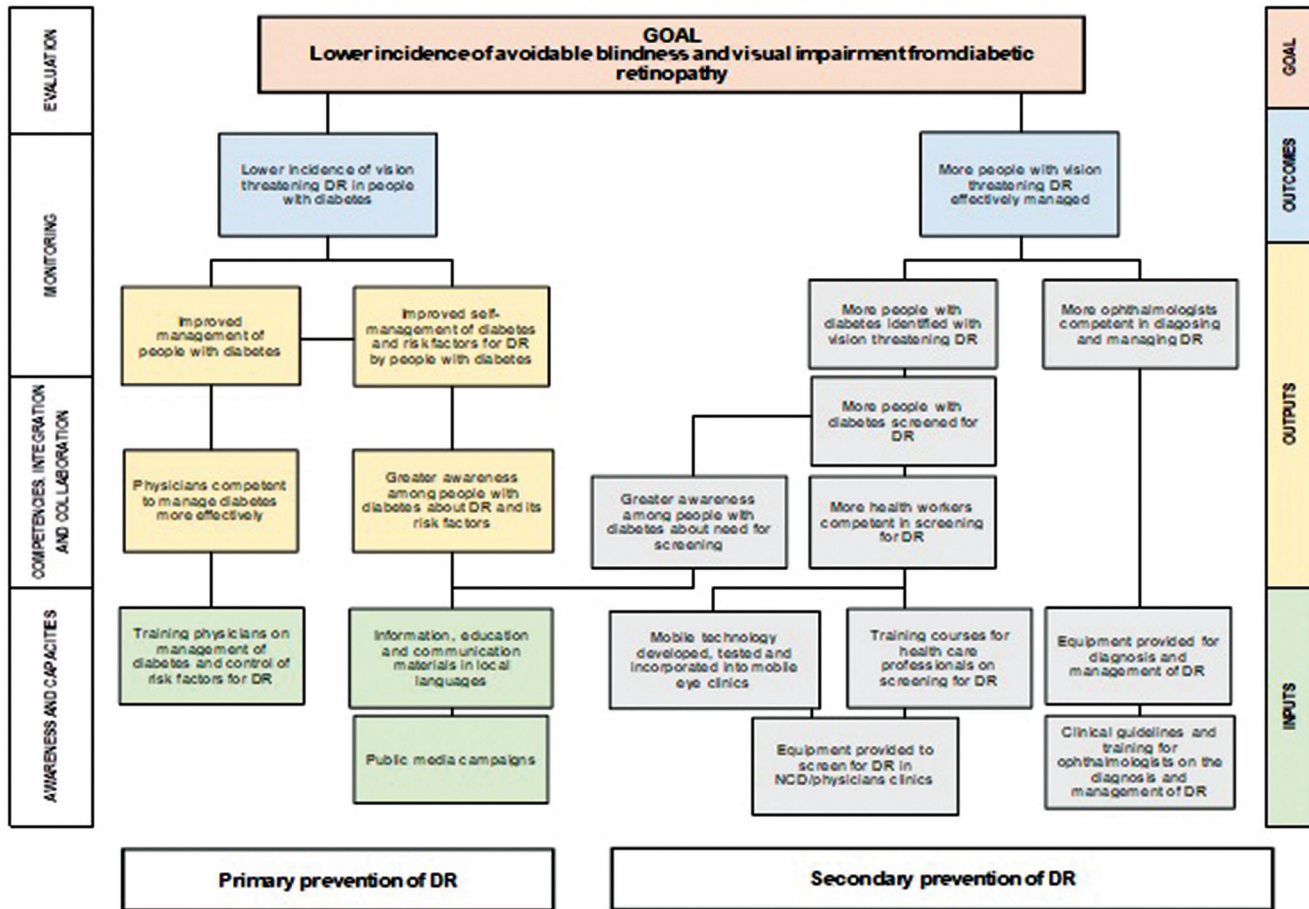 GOAL
Lower incidence of avoidable blindness and visual impairment from diabetic
retinopathy
EVALUATION
GOAL
Lower incidence of vision
threatening DR in people
with diabetes
More people with vision
threatening DR
effectively managed
MONITORING
OUTCOMES
Improved
management of
people with diabetes
Improved self-
management of diabetes
and risk factors for DR
by people with diabetes
More people with
diabetes identified with
vision threatening DR
More ophthalmologists
competent in diagosing
and managing DR
More people with
diabetes screened for
DR
COMPETENCIES, INTEGRATION
AND COLLABORATION
OUTPUTS
Physicians competent
to manage diabetes
more effectively
Greater awareness
among people with
diabetes about DR and its
risk factors
Greater awareness
among people with
diabetes about need for
screening
More health workers
competent in screening
for DR
AWARENESS AND CAPACITES
INPUTS
Training physicians on
management of
diabetes and control of
risk factors for DR
Information, education
and communication
materials in local
languages
Mobile technology
developed, tested and
incorporated into mobile
eye clinics
Training courses for
health care
professionals on
screening for DR
Equipment provided for
diagnosis and
management of DR
Public media campaigns
Equipment provided to
screen for DR in
NCD/physicians clinics
Clinical guidelines and
training for
ophthalmologists on the
diagnosis and
management of DR
Primary prevention of DR
Secondary prevention of DR